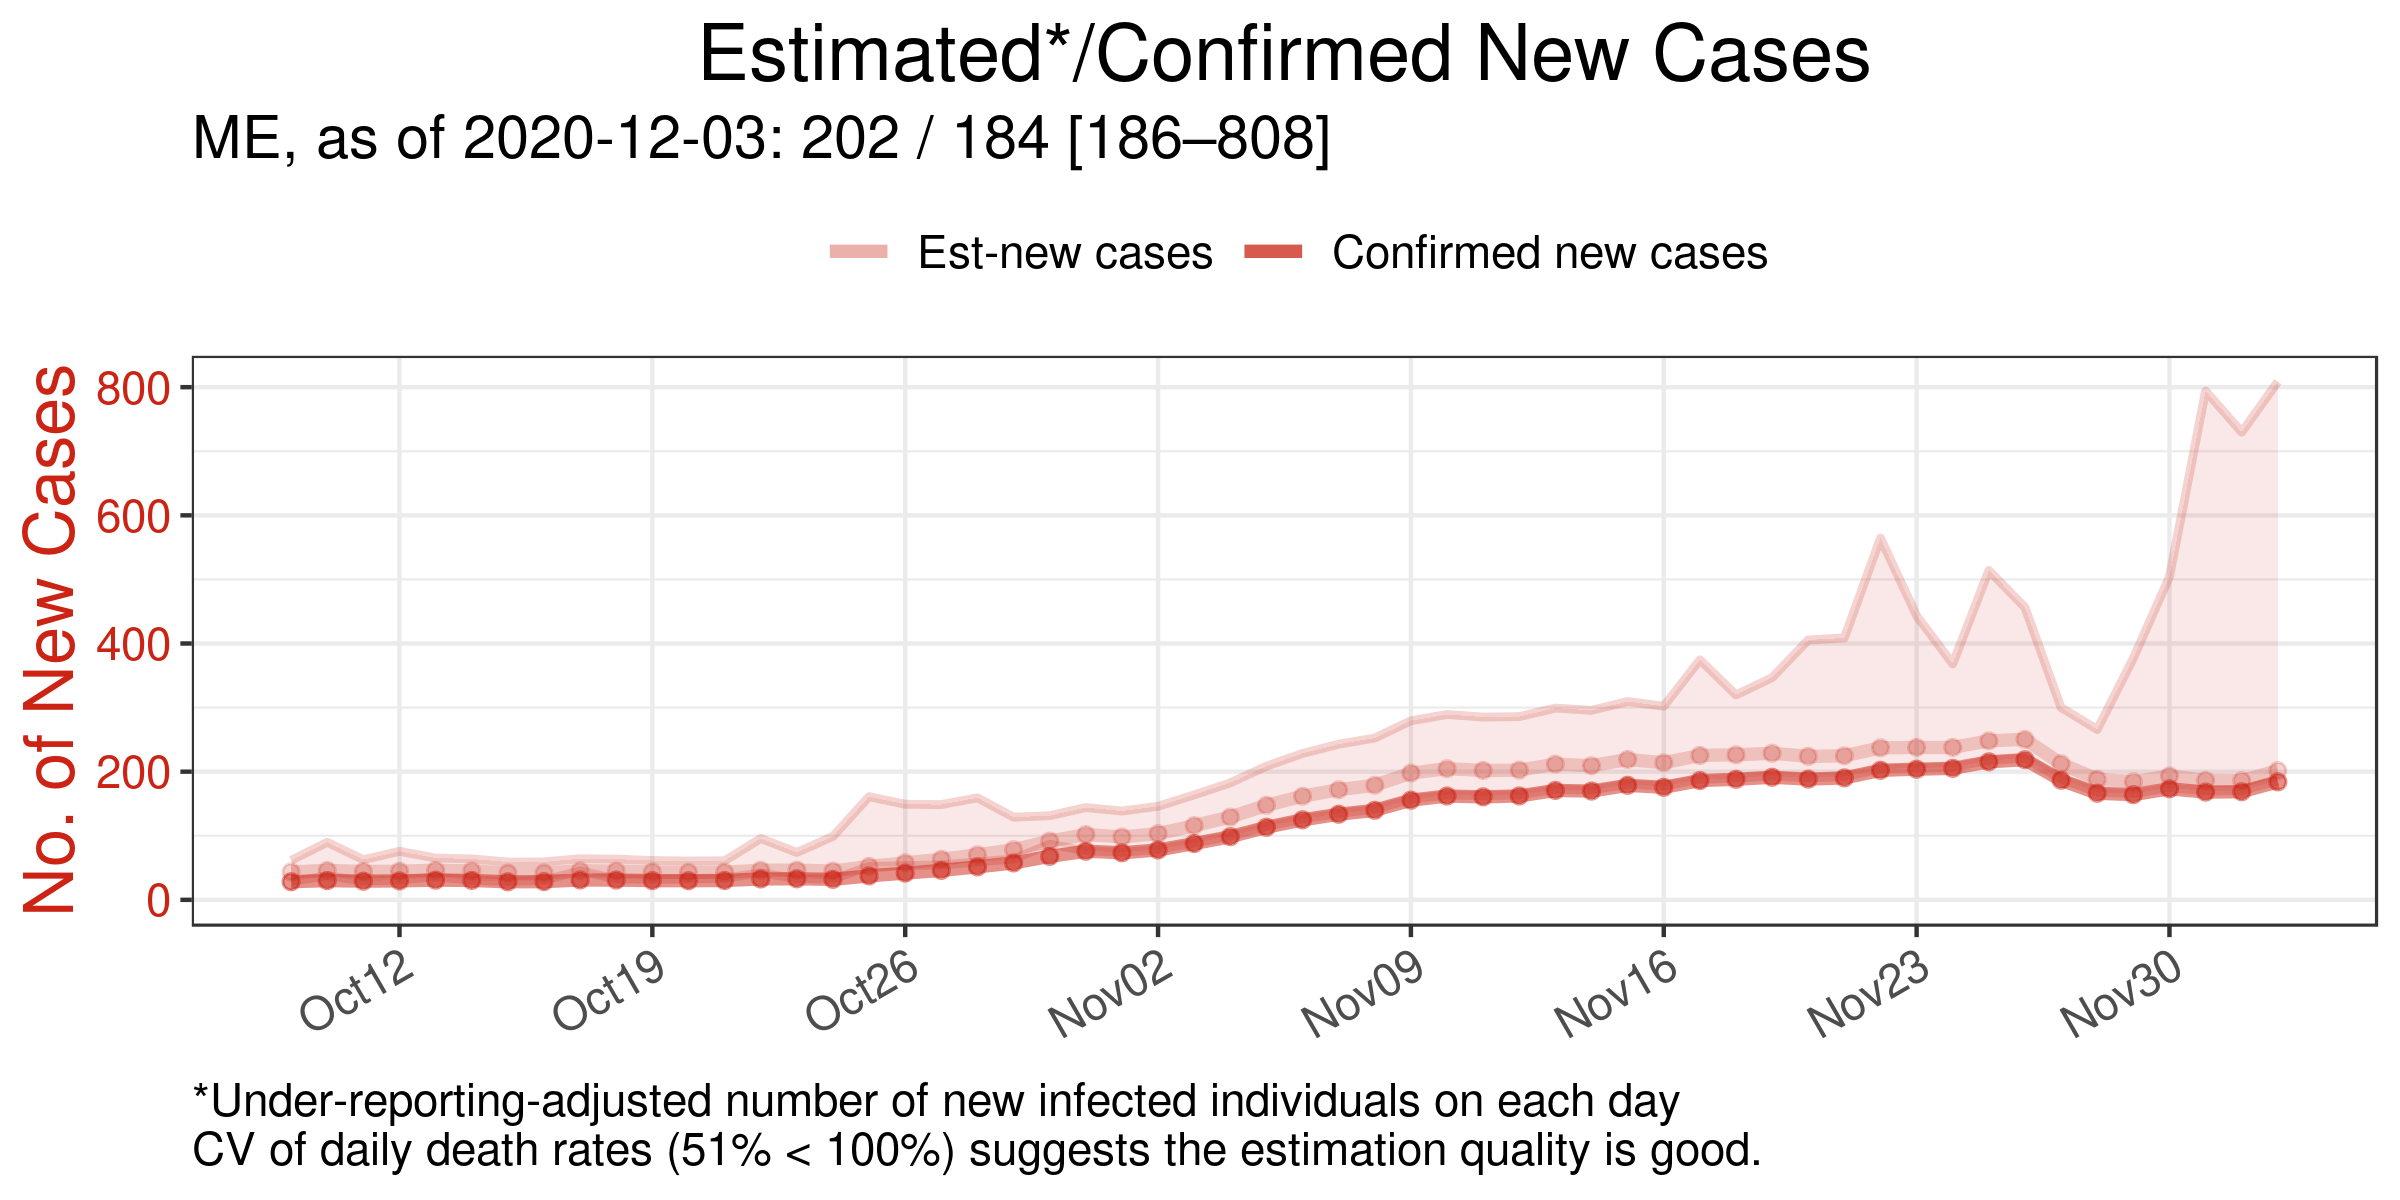 Estimated*/Confirmed New Cases
ME, as of 2020-12-03: 202 / 184 [186–808]
Est-new cases
Confirmed new cases
No. of New Cases
800
600
400
200
0
Oct12
Oct19
Oct26
Nov02
Nov09
Nov16
Nov23
Nov30
*Under-reporting-adjusted number of new infected individuals on each day
CV of daily death rates (51% < 100%) suggests the estimation quality is good.